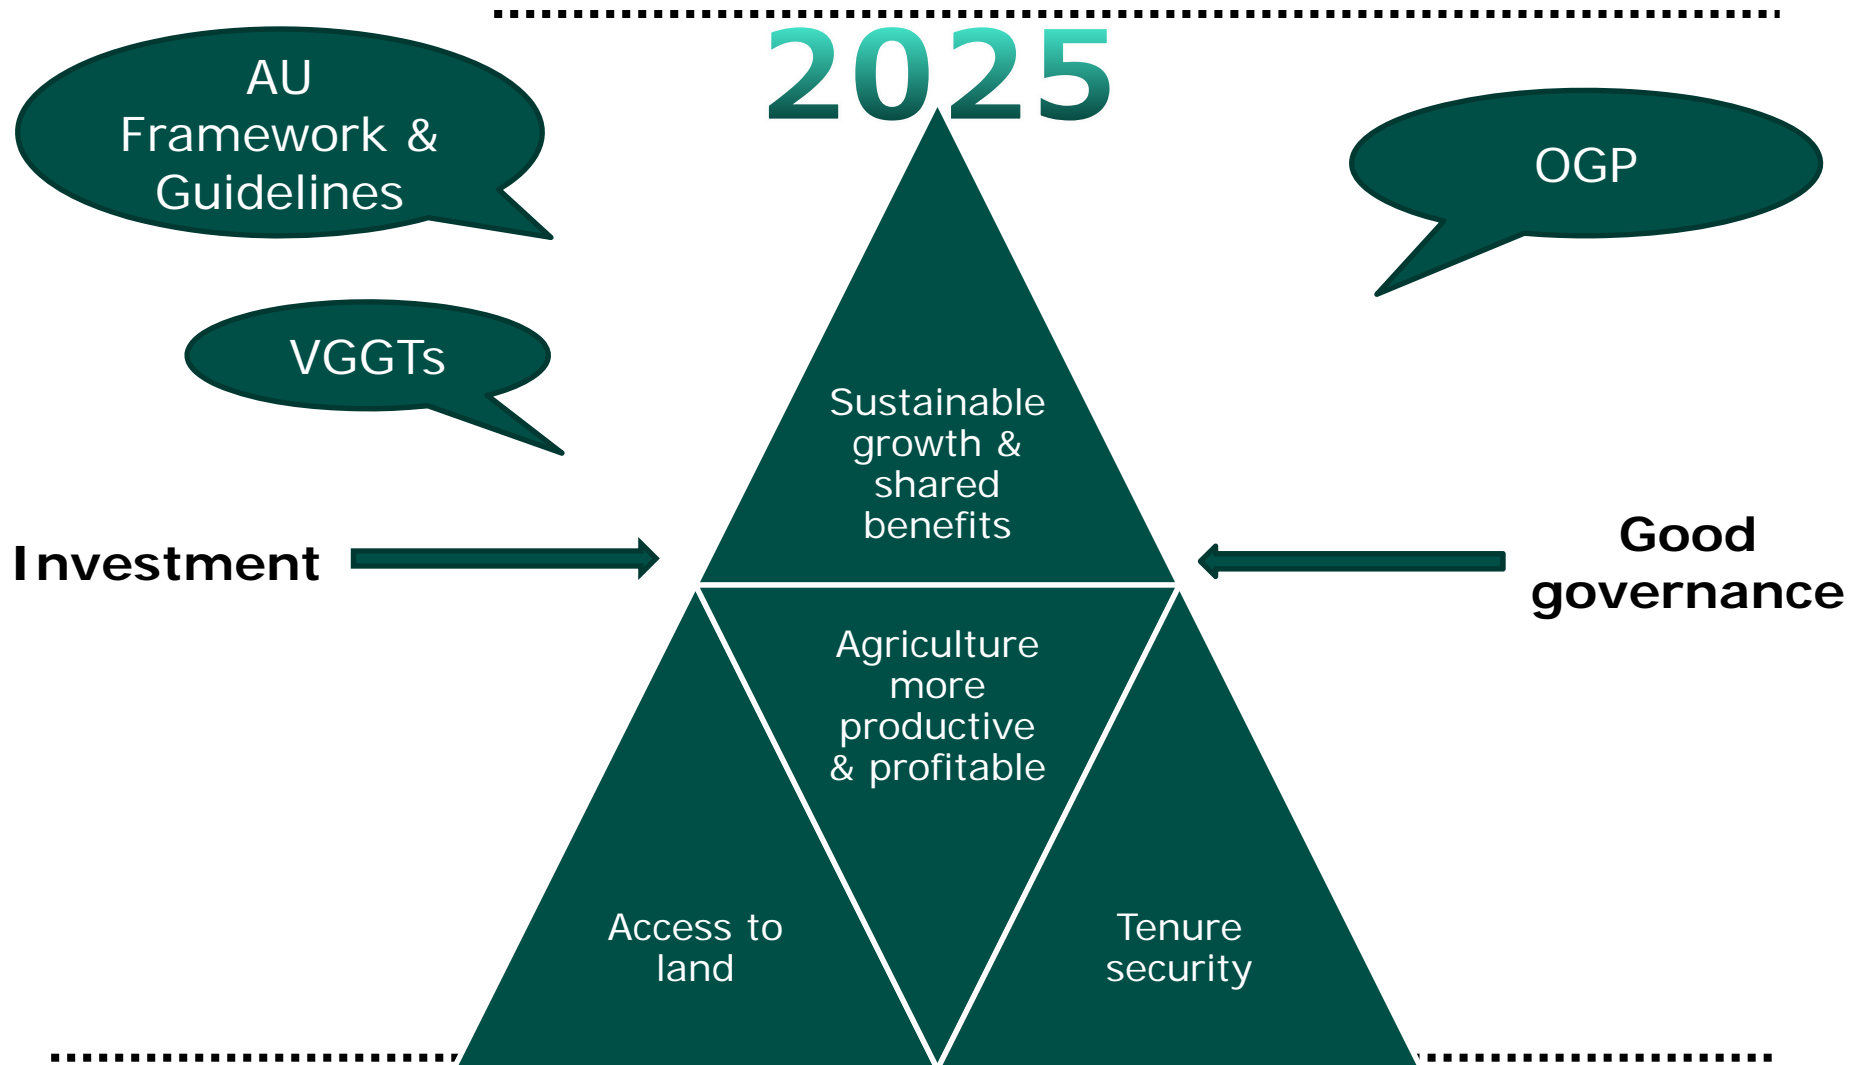 2025
AU
Framework &
Guidelines
OGP
VGGTs
Sustainable
growth &
shared
benefits
Investment
Good
governance
Agriculture
more
productive
& profitable
Access to
land
Tenure
security